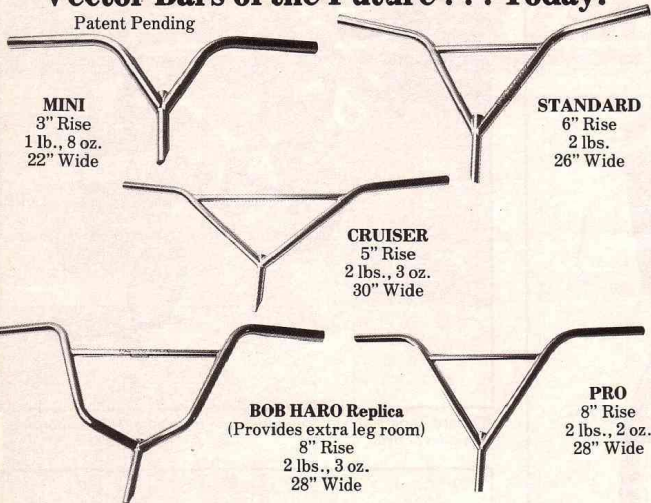 Vector Bars of the Future . . . Today!
Patent Pending
MINI
3" Rise
1 lb., 8 oz.
22" Wide
STANDARD
6" Rise
2 lbs.
26" Wide
CRUISER
5" Rise
2 lbs., 3 oz.
30" Wide
BOB HARO Replica
(Provides extra leg room)
8" Rise
2 lbs., 3 oz.
28" Wide
PRO
8" Rise
2 lbs., 2 oz.
28" Wide